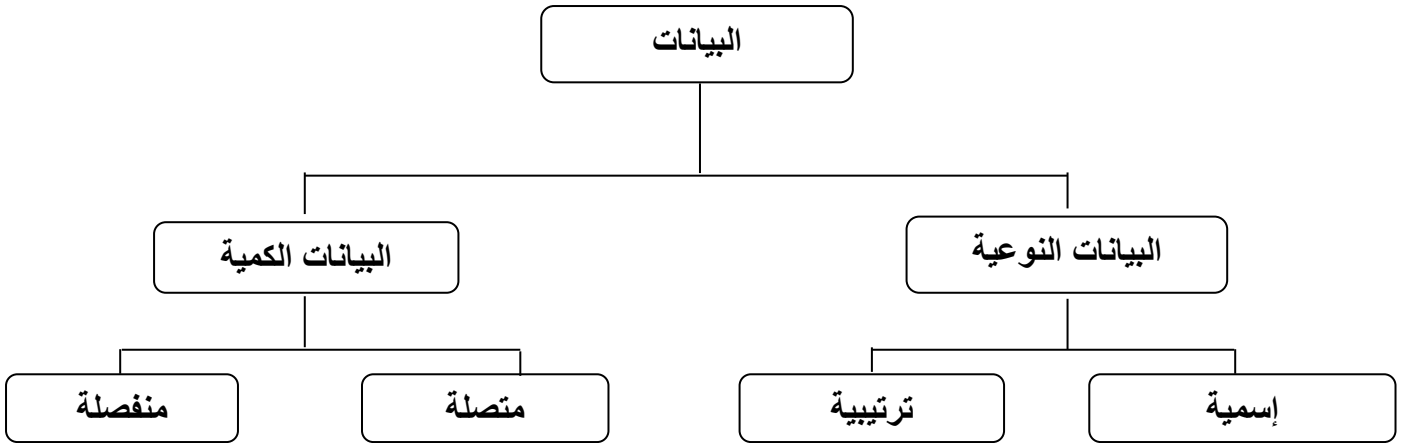 البيانات
البيانات النوعية
البيانات الكمية
إسمية
ترتيبية
متصلة
منفصلة